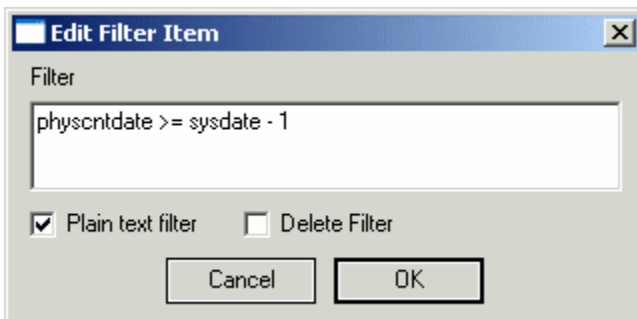 Edit Filter Item
Filter
physcntdate >= sysdate - 1
Plain text filter Delete Filter
Cancel OK